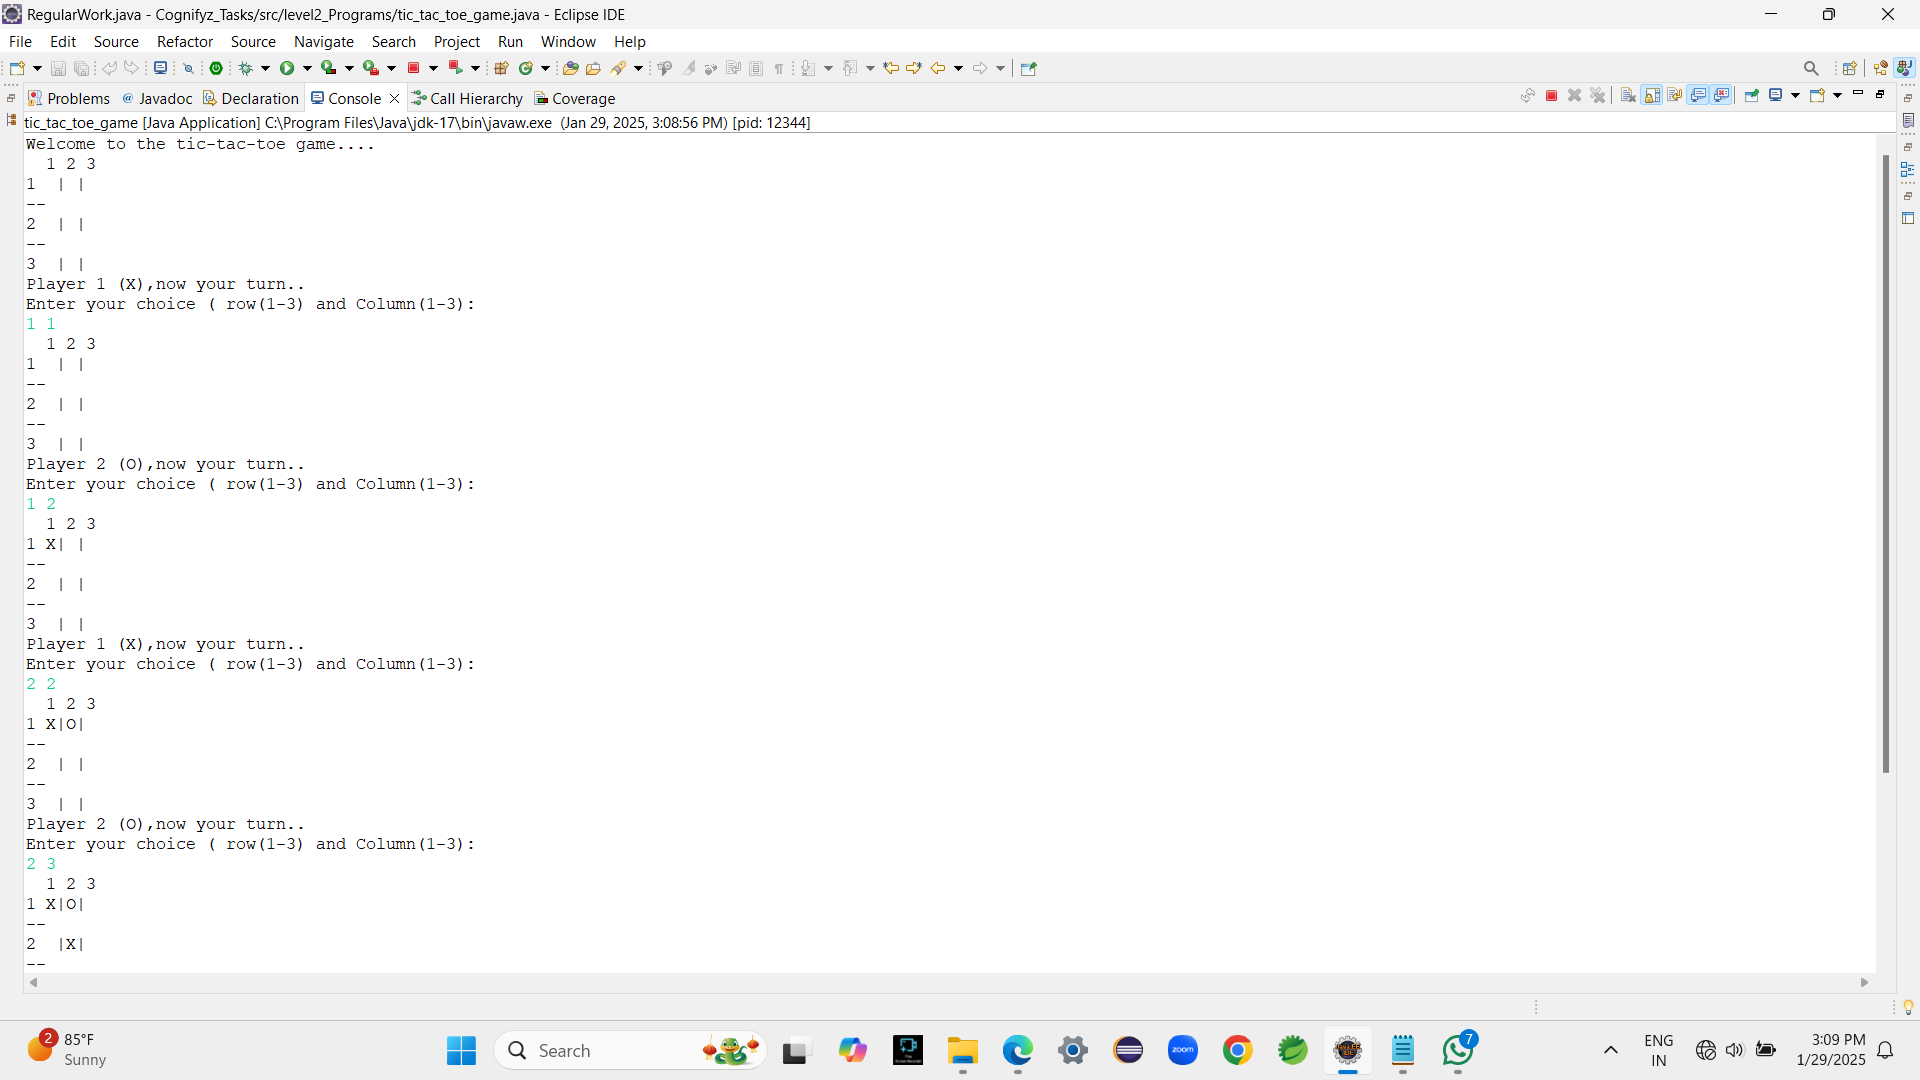 RegularWork.java - Cognifyz_Tasks/src/level2_Programs/tic_tac_toe_game.java - Eclipse IDE
File Edit Source Refactor Source Navigate Search Project Run Window Help
Problems @ Javadoc Declaration Console Call Hierarchy Coverage
tic_tac_toe_game [Java Application] C:\Program Files\Java\jdk-17\bin\javaw.exe (Jan 29, 2025, 3:08:56 PM) [pid: 12344]
Welcome to the tic-tac-toe game....
  1 2 3
1  | |
--
2  | |
--
3  | |
Player 1 (X),now your turn..
Enter your choice ( row(1-3) and Column(1-3):
1 1
  1 2 3
1  | |
--
2  | |
--
3  | |
Player 2 (O),now your turn..
Enter your choice ( row(1-3) and Column(1-3):
1 2
  1 2 3
1 X| |
--
2  | |
--
3  | |
Player 1 (X),now your turn..
Enter your choice ( row(1-3) and Column(1-3):
2 2
  1 2 3
1 X|O|
--
2  | |
--
3  | |
Player 2 (O),now your turn..
Enter your choice ( row(1-3) and Column(1-3):
2 3
  1 2 3
1 X|O|
--
2  |X|
--
2 85°F
Sunny
Search
zoom
7
ENG
IN
3:09 PM
1/29/2025